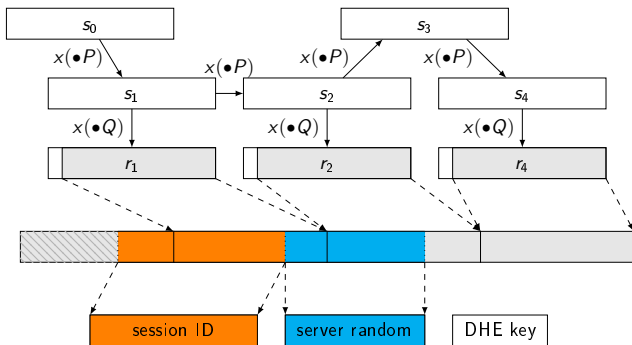 s₀ s₃
x(•P) x(•P) x(•P) x(•P)
s₁ s₂ s₄
x(•Q) x(•Q) x(•Q)
r₁ r₂ r₄
session ID server random DHE key